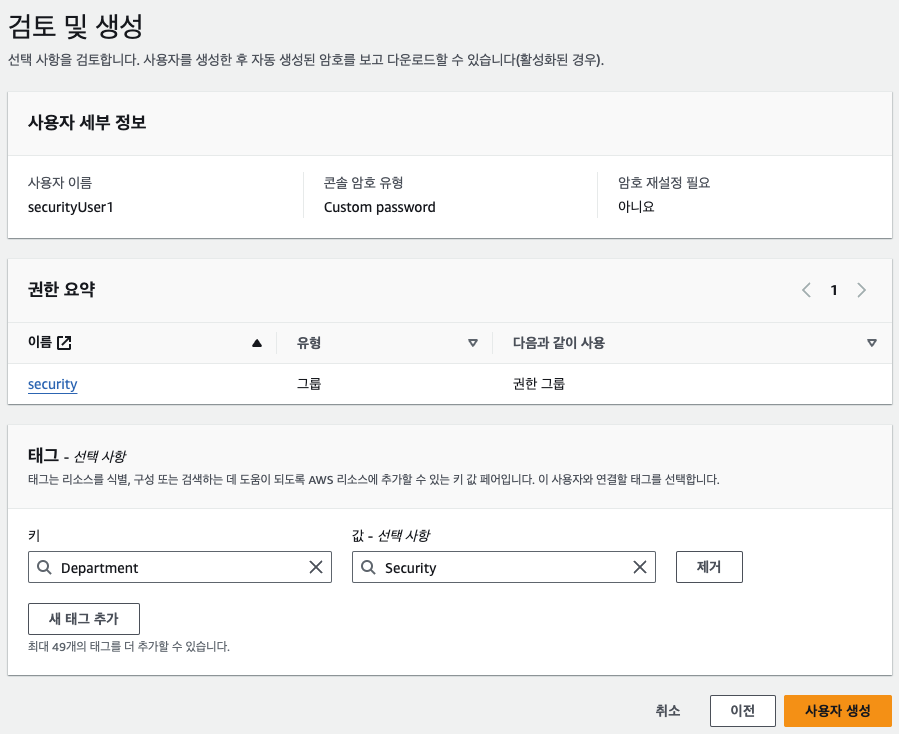 검토 및 생성
선택 사항을 검토합니다. 사용자를 생성한 후 자동 생성된 암호를 보고 다운로드할 수 있습니다(활성화된 경우).
사용자 세부 정보
사용자 이름
securityUser1
콘솔 암호 유형
Custom password
암호 재설정 필요
아니요
권한 요약
1
이름 유형 다음과 같이 사용
security 그룹 권한 그룹
태그 - 선택 사항
태그는 리소스를 식별, 구성 또는 검색하는 데 도움이 되도록 AWS 리소스에 추가할 수 있는 키 값 페어입니다. 이 사용자와 연결할 태그를 선택합니다.
키 값 - 선택 사항
Department Security 제거
새 태그 추가
최대 49개의 태그를 더 추가할 수 있습니다.
취소 이전 사용자 생성